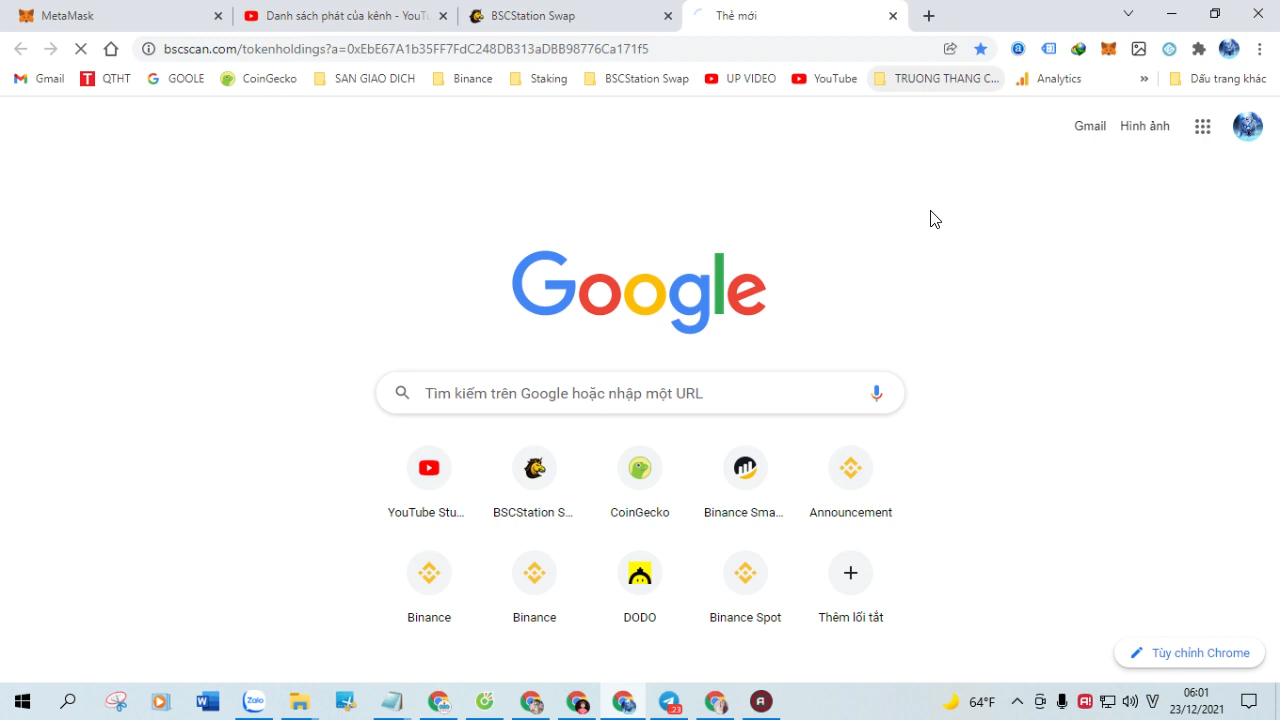 MetaMask
Danh sách phát của kênh - YouTu
BSCStation Swap
Thẻ mới
bscscan.com/tokenholdings?a=0xEbE67A1b35FF7FdC248DB313aDBB98776Ca171f5
Gmail
QTHT
GOOLE
CoinGecko
SAN GIAO DICH
Binance
Staking
BSCStation Swap
UP VIDEO
YouTube
TRUONG THANG C...
Analytics
»
Dấu trang khác
Gmail
Hình ảnh
Google
Tìm kiếm trên Google hoặc nhập một URL
YouTube Stu...
BSCStation S...
CoinGecko
Binance Sma...
Announcement
Binance
Binance
DODO
Binance Spot
Thêm lối tắt
Tùy chỉnh Chrome
Zalo
23
64°F
06:01
23/12/2021